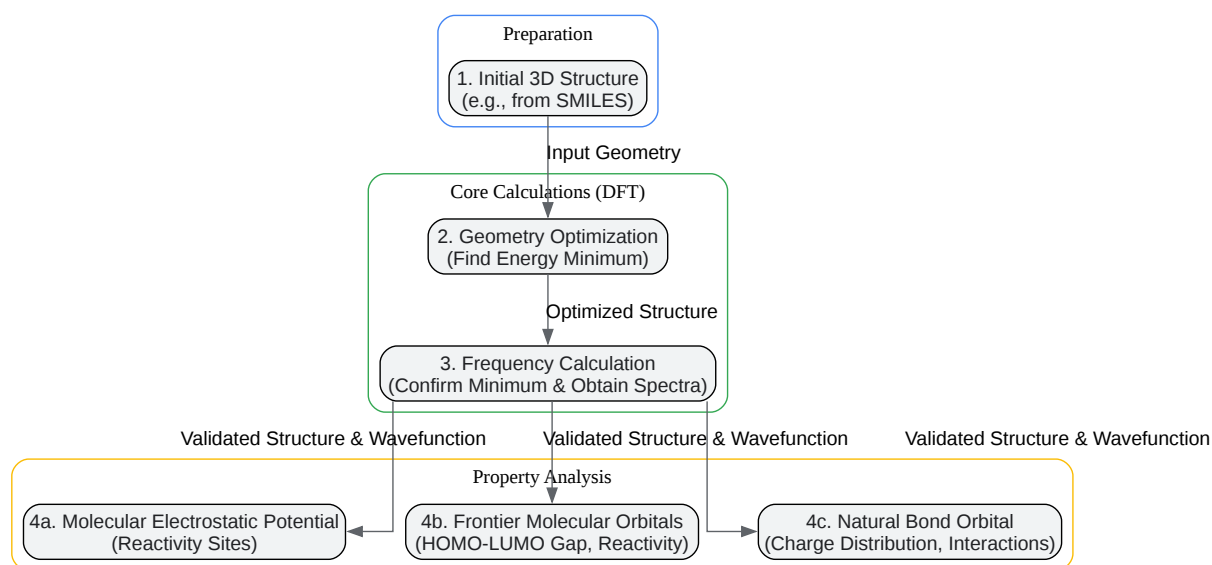 Preparation
1. Initial 3D Structure
(e.g., from SMILES)
Input Geometry
Core Calculations (DFT)
2. Geometry Optimization
(Find Energy Minimum)
Optimized Structure
3. Frequency Calculation
(Confirm Minimum & Obtain Spectra)
Validated Structure & Wavefunction
Validated Structure & Wavefunction
Validated Structure & Wavefunction
Property Analysis
4a. Molecular Electrostatic Potential
(Reactivity Sites)
4b. Frontier Molecular Orbitals
(HOMO-LUMO Gap, Reactivity)
4c. Natural Bond Orbital
(Charge Distribution, Interactions)